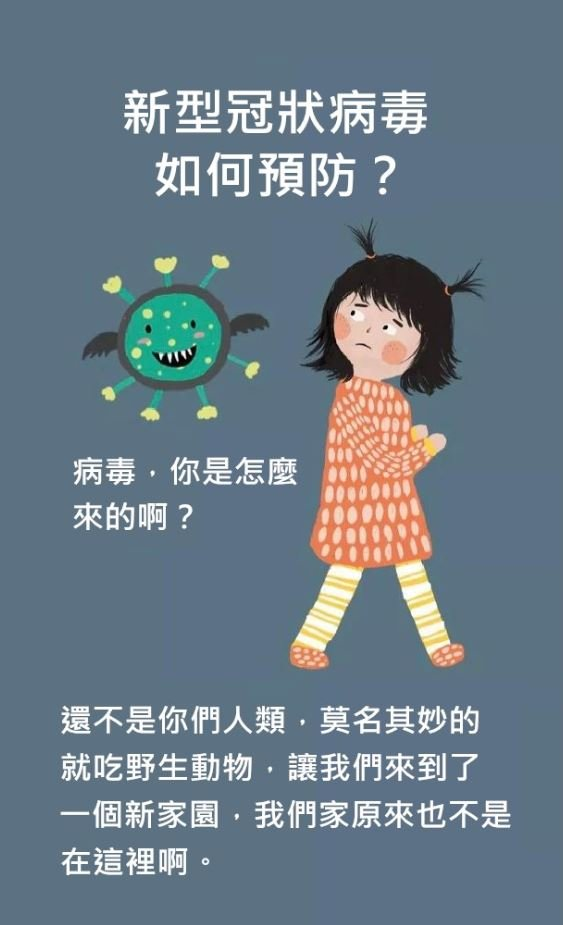 新型冠狀病毒
如何預防？
病毒，你是怎麼
來的啊？
還不是你們人類，莫名其妙的
就吃野生動物，讓我們來到了
一個新家園，我們家原來也不是
在這裡啊。